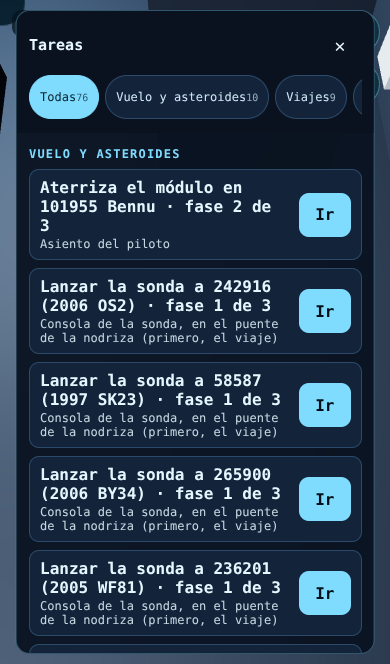 Tareas ✕
Todas76 Vuelo y asteroides10 Viajes9
VUELO Y ASTEROIDES
Aterriza el módulo en
101955 Bennu · fase 2 de
3
Asiento del piloto
Ir
Lanzar la sonda a 242916
(2006 OS2) · fase 1 de 3
Consola de la sonda, en el puente
de la nodriza (primero, el viaje)
Ir
Lanzar la sonda a 58587
(1997 SK23) · fase 1 de 3
Consola de la sonda, en el puente
de la nodriza (primero, el viaje)
Ir
Lanzar la sonda a 265900
(2006 BY34) · fase 1 de 3
Consola de la sonda, en el puente
de la nodriza (primero, el viaje)
Ir
Lanzar la sonda a 236201
(2005 WF81) · fase 1 de 3
Consola de la sonda, en el puente
de la nodriza (primero, el viaje)
Ir